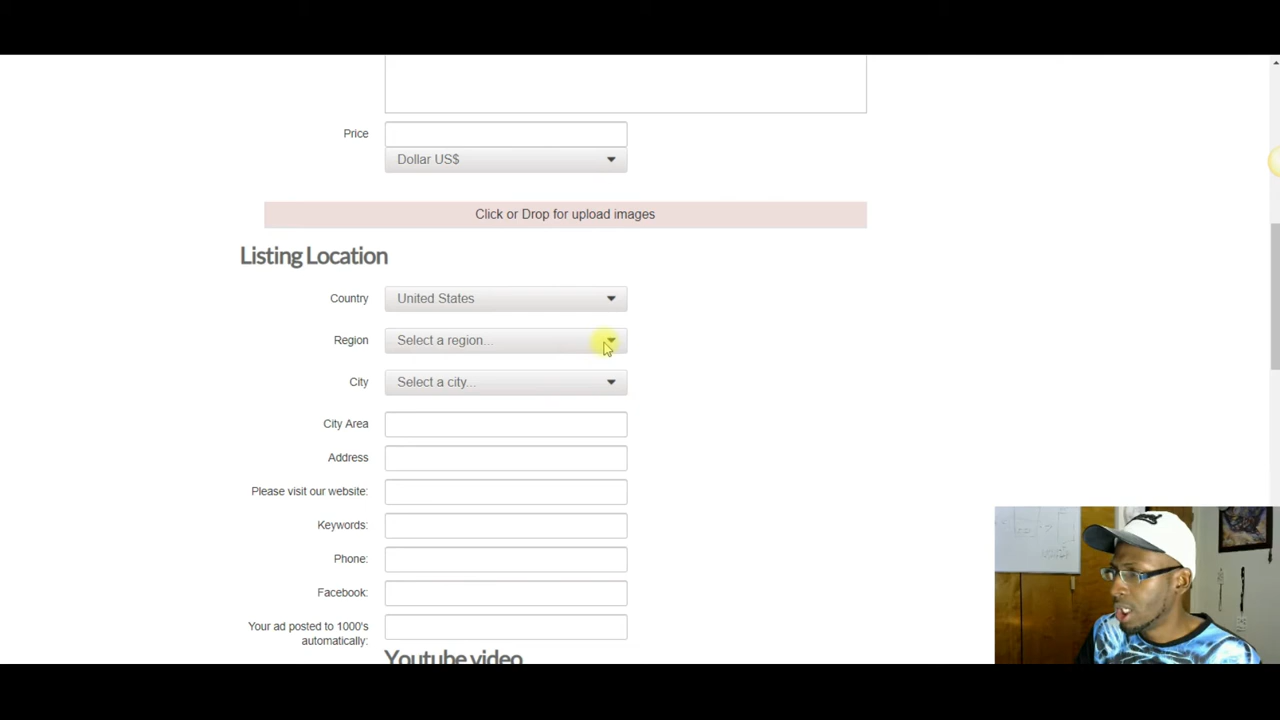 Price
Dollar US$
Click or Drop for upload images
Listing Location
Country
United States
Region
Select a region...
City
Select a city...
City Area
Address
Please visit our website:
Keywords:
Phone:
Facebook:
Your ad posted to 1000's
automatically:
Youtube video